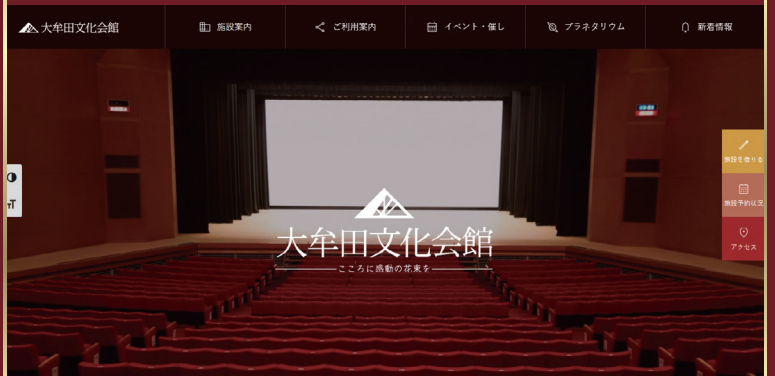 大牟田文化会館
施設案内
ご利用案内
イベント・催し
プラネタリウム
新着情報
施設を借りる
施設予約状況
アクセス
大牟田文化会館
こころに感動の花束を